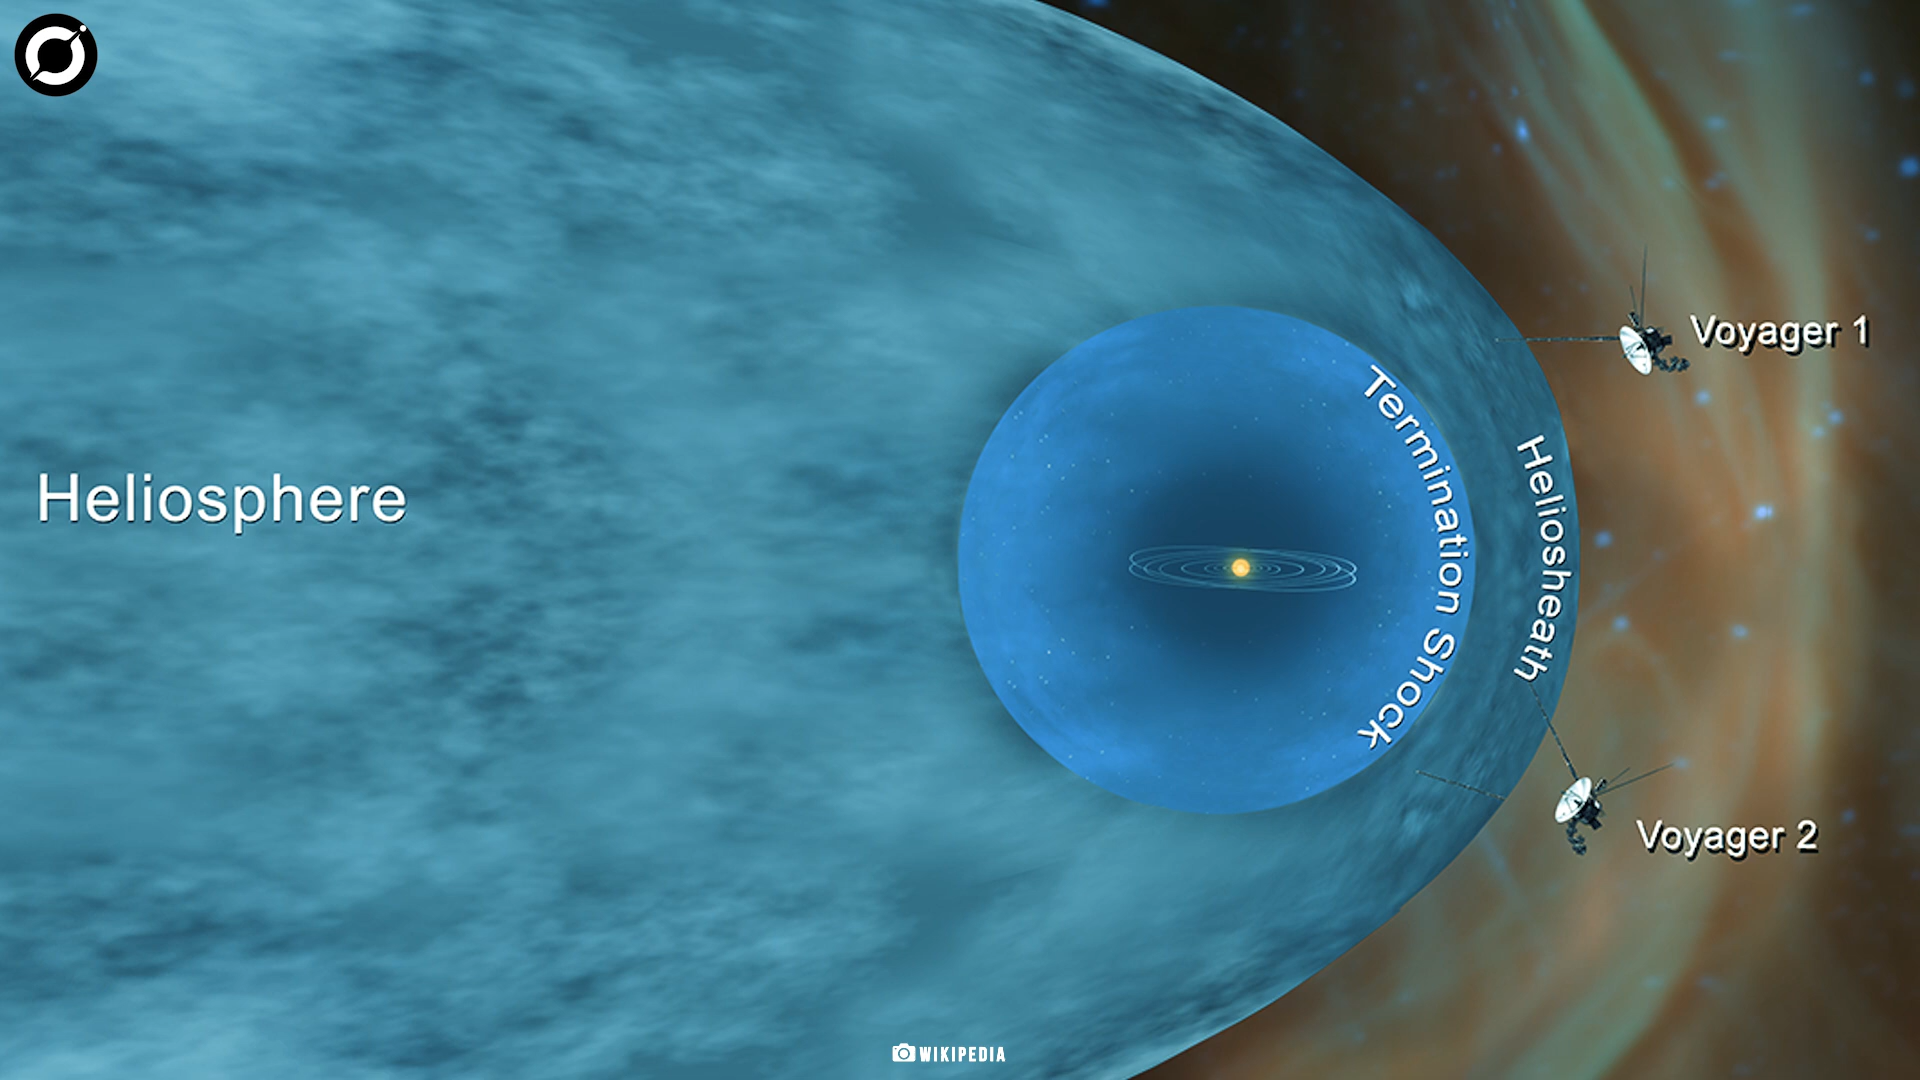 Voyager 1
Termination Shock
Heliosheath
Heliosphere
Voyager 2
WIKIPEDIA